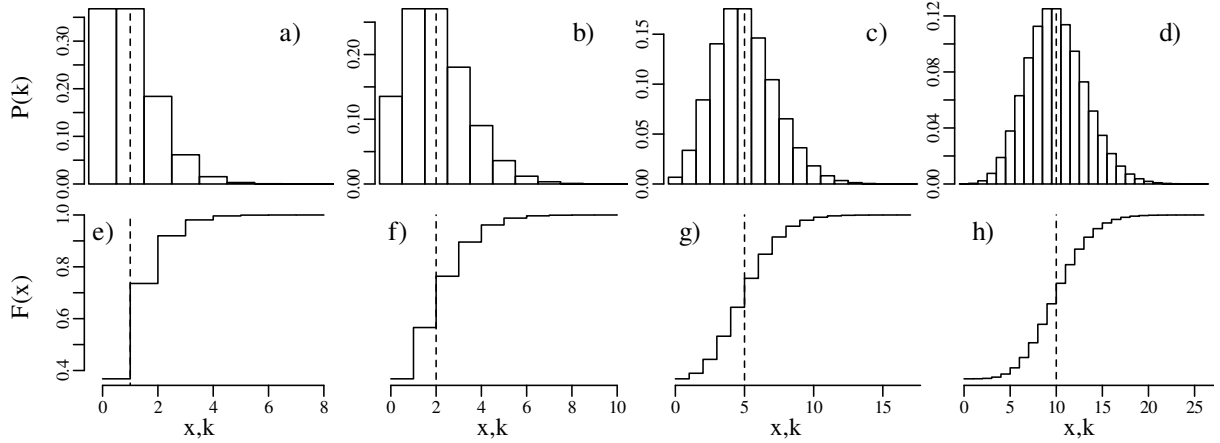 a) b) c) d)
P(k)
0.00 0.10 0.20 0.30
0.00 0.10 0.20
0.00 0.05 0.10 0.15
0.00 0.04 0.08 0.12
e) f) g) h)
F(x)
0.4 0.6 0.8 1.0
0 2 4 6 8
0 2 4 6 8 10
0 5 10 15
0 5 10 15 20 25
x,k x,k x,k x,k